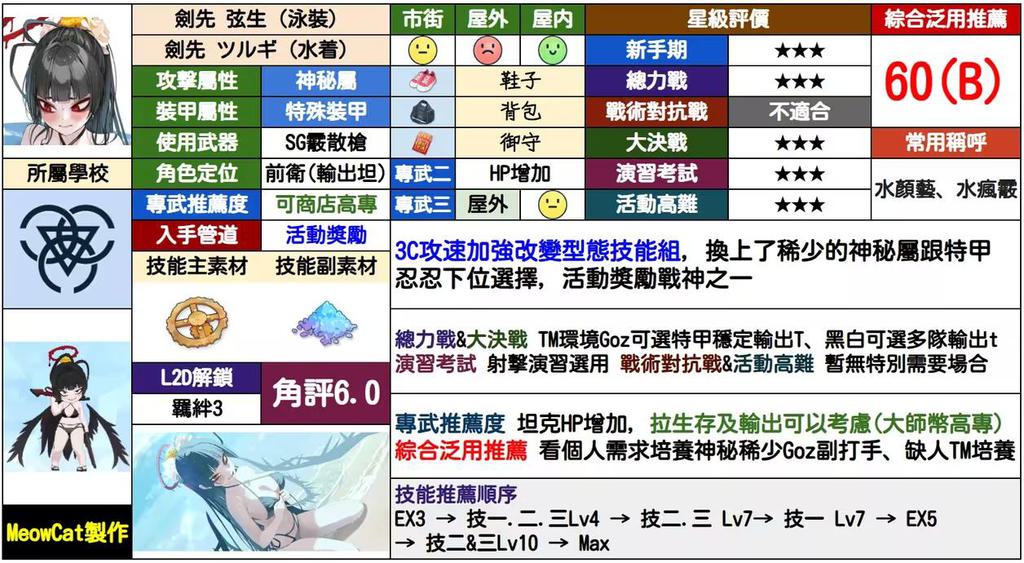 劍先 弦生（泳裝）
劍先 ツルギ（水着）
攻擊屬性 神秘屬
裝甲屬性 特殊裝甲
使用武器 SG霰散槍
所屬學校
角色定位 前衛(輸出坦)
專武推薦度 可商店高專
入手管道 活動獎勵
技能主素材 技能副素材
L2D解鎖
羈絆3
角評6.0
MeowCat製作
市街 屋外 屋內
鞋子
背包
御守
專武二 HP增加
專武三 屋外
星級評價
新手期 ★★★
總力戰 ★★★
戰術對抗戰 不適合
大決戰 ★★★
演習考試 ★★★
活動高難 ★★★
綜合泛用推薦
60(B)
常用稱呼
水顏藝、水瘋霰
3C攻速加強改變型態技能組，換上了稀少的神秘屬跟特甲
忍忍下位選擇，活動獎勵戰神之一
總力戰&大決戰 TM環境Goz可選特甲穩定輸出T、黑白可選多隊輸出t
演習考試 射擊演習選用 戰術對抗戰&活動高難 暫無特別需要場合
專武推薦度 坦克HP增加，拉生存及輸出可以考慮(大師幣高專)
綜合泛用推薦 看個人需求培養神秘稀少Goz副打手、缺人TM培養
技能推薦順序
EX3 → 技一.二.三Lv4 → 技二.三 Lv7→ 技一 Lv7 → EX5
→ 技二&三Lv10 → Max